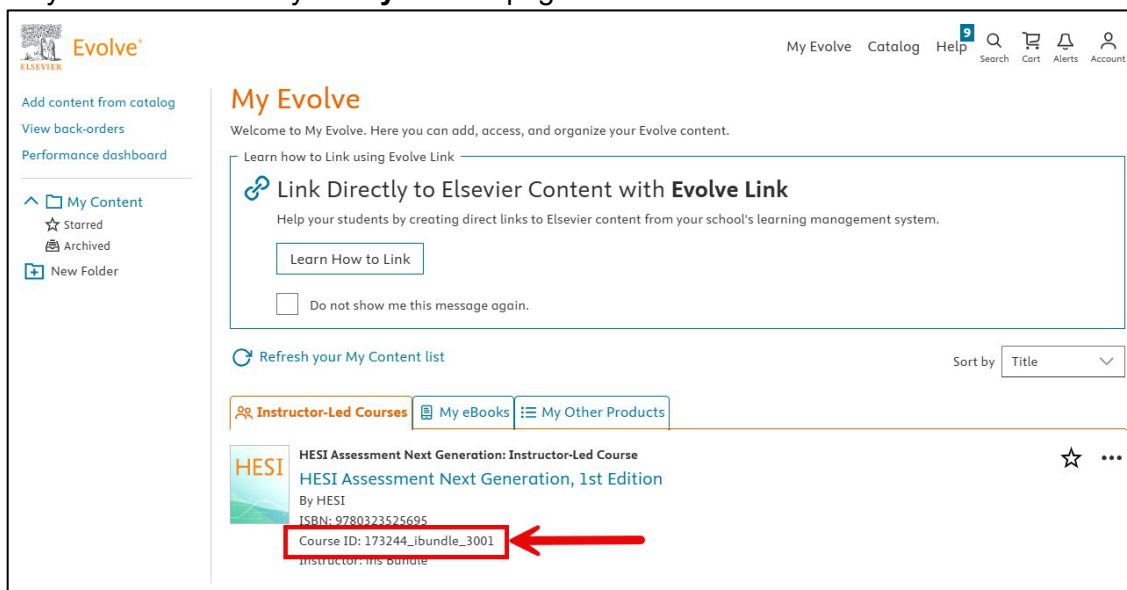 Evolve®
ELSEVIER
My Evolve Catalog Help 9 Search Cart Alerts Account
Add content from catalog
View back-orders
Performance dashboard
My Content
Starred
Archived
New Folder
My Evolve
Welcome to My Evolve. Here you can add, access, and organize your Evolve content.
Learn how to Link using Evolve Link
Link Directly to Elsevier Content with Evolve Link
Help your students by creating direct links to Elsevier content from your school's learning management system.
Learn How to Link
Do not show me this message again.
Refresh your My Content list
Sort by Title
Instructor-Led Courses My eBooks My Other Products
HESI
HESI Assessment Next Generation: Instructor-Led Course
HESI Assessment Next Generation, 1st Edition
By HESI
ISBN: 9780323525695
Course ID: 173244_ibundle_3001
Instructor: Ins Bundle